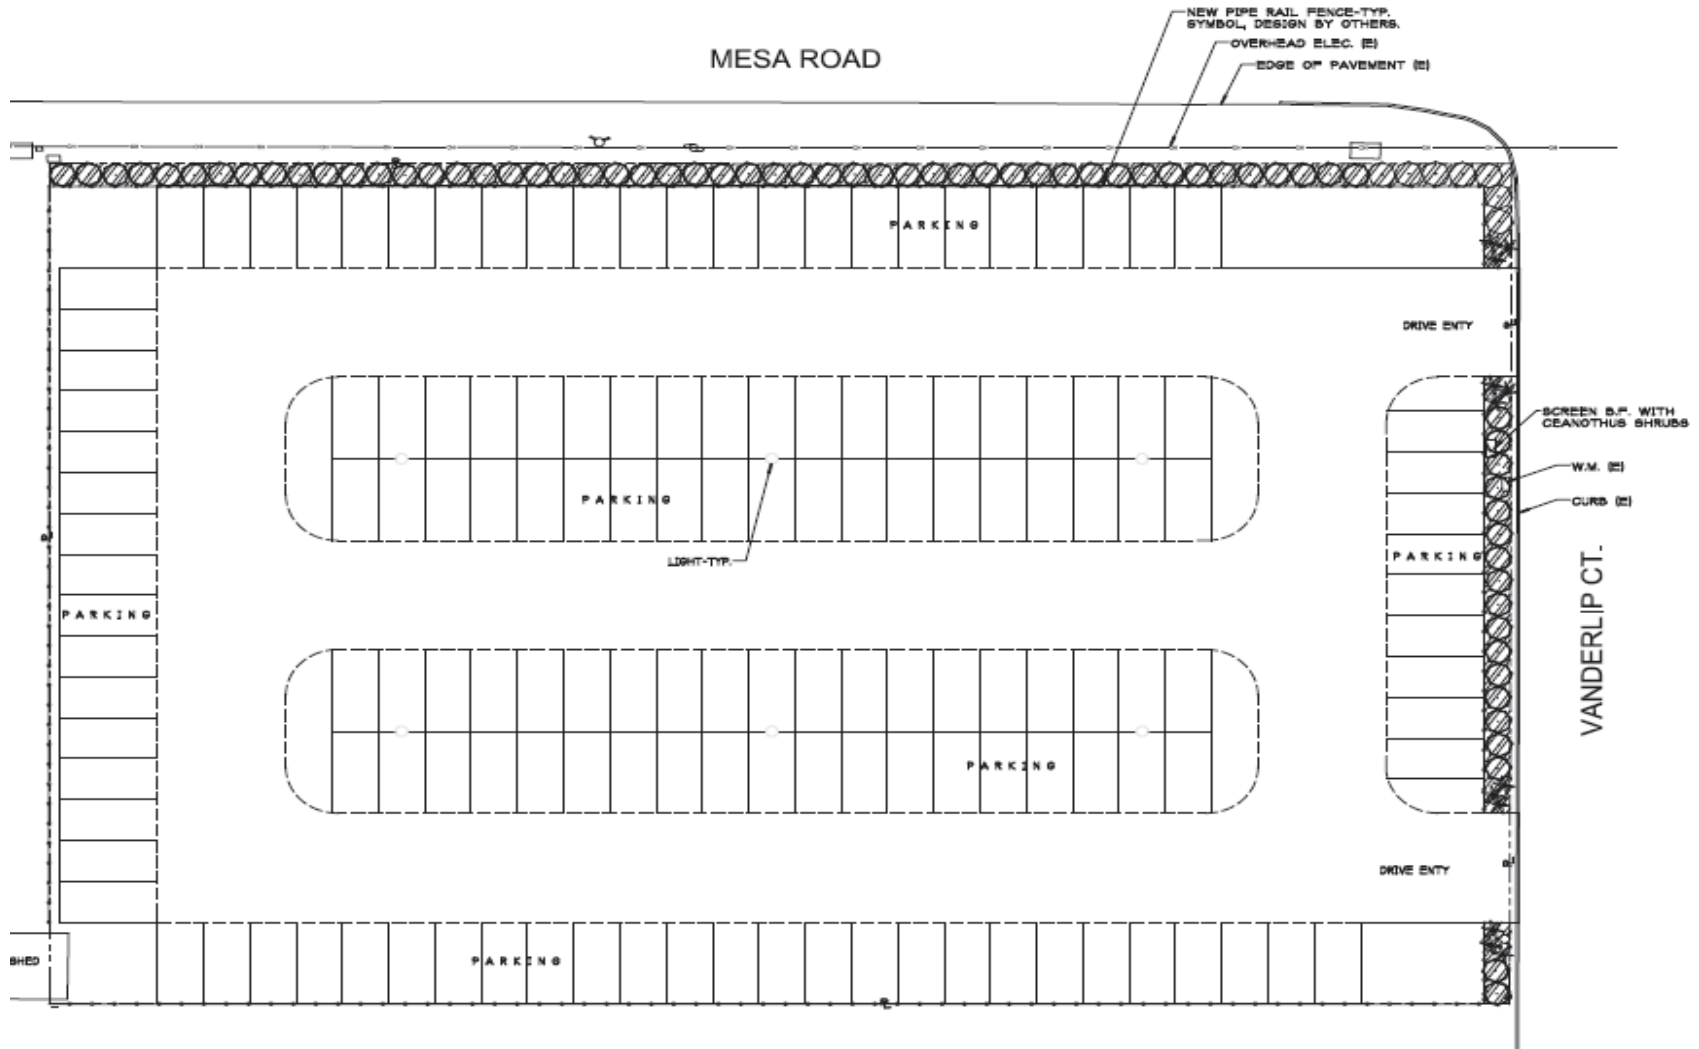 NEW PIPE RAIL FENCE-TYP.
SYMBOL, DESIGN BY OTHERS.
OVERHEAD ELEC. (E)
MESA ROAD
EDGE OF PAVEMENT (E)
PARKING
DRIVE ENTY
SCREEN B.F. WITH
CEANOTHUS SHRUBS
W.M. (E)
PARKING
CURB (E)
LIGHT-TYP.
PARKING
PARKING
VANDERLIP CT.
PARKING
DRIVE ENTY
SHED
PARKING